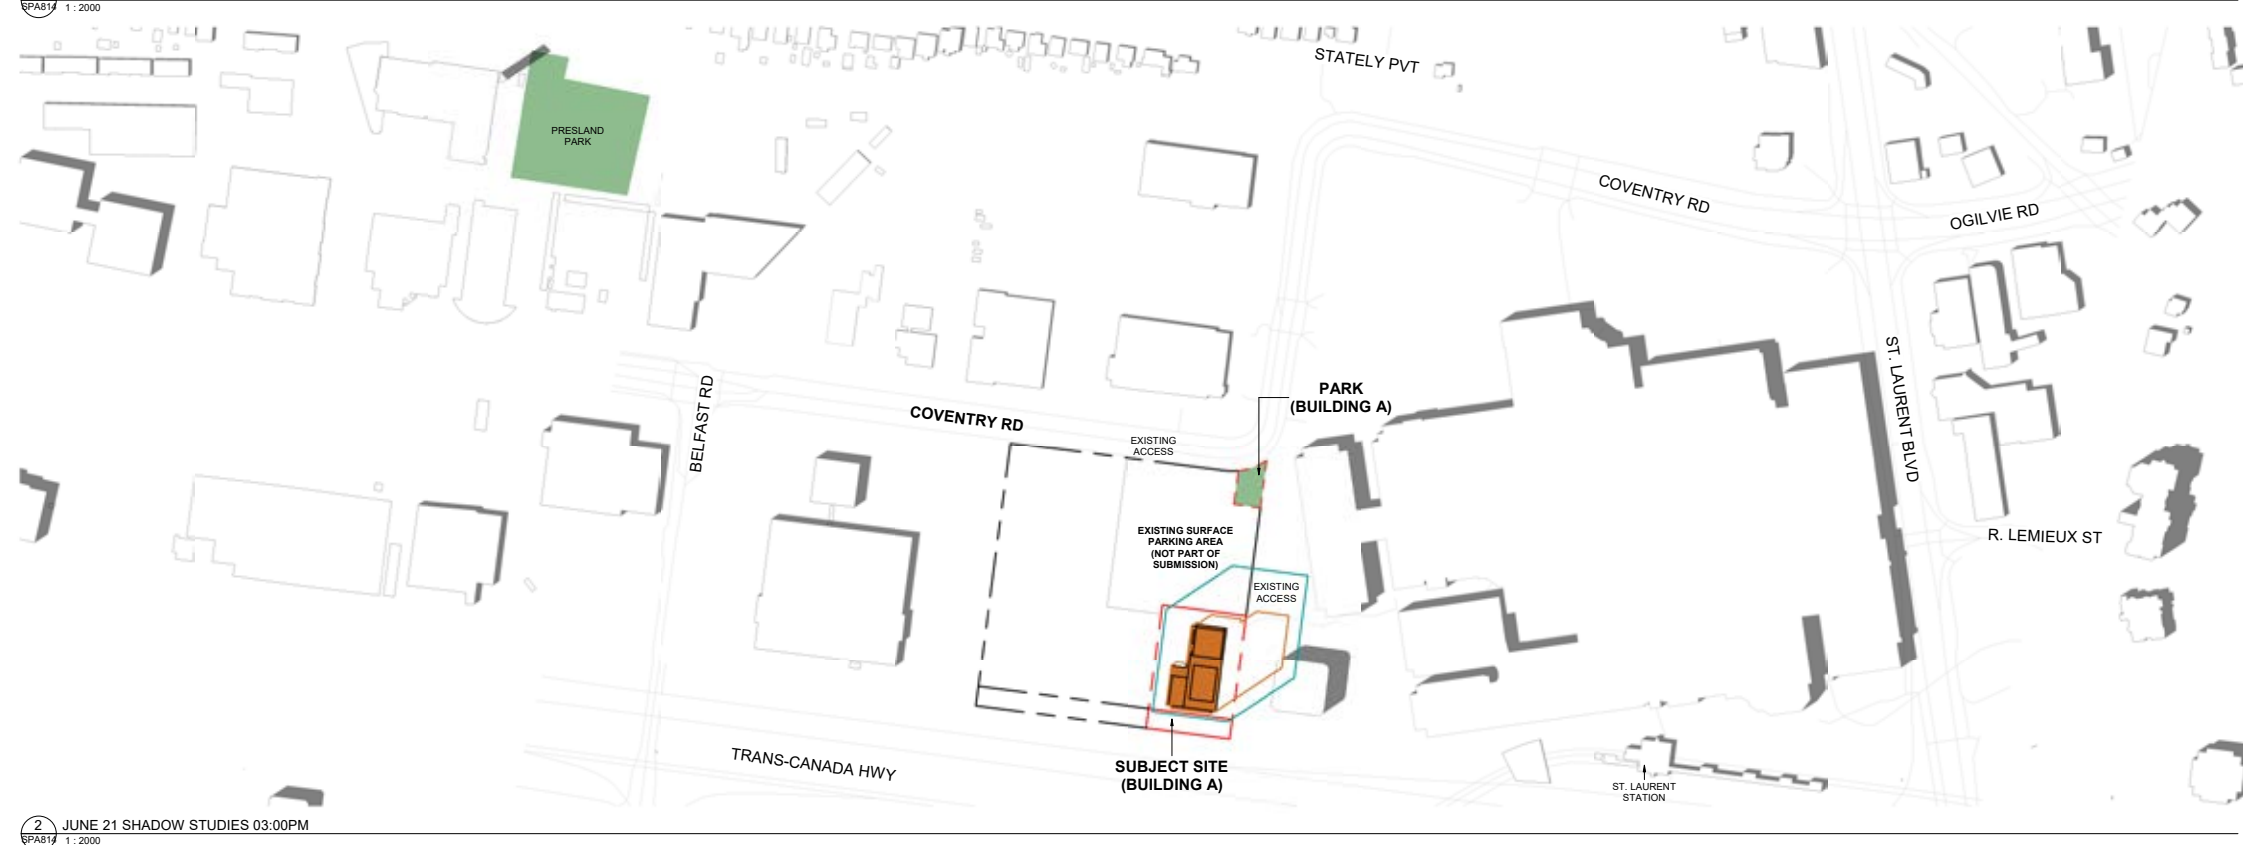 SPA814
1 : 2000
STATELY PVT
PRESLAND
PARK
COVENTRY RD
OGILVIE RD
ST. LAURENT BLVD
BELFAST RD
PARK
(BUILDING A)
COVENTRY RD
EXISTING
ACCESS
EXISTING SURFACE
PARKING AREA
(NOT PART OF
SUBMISSION)
R. LEMIEUX ST
EXISTING
ACCESS
TRANS-CANADA HWY
SUBJECT SITE
(BUILDING A)
ST. LAURENT
STATION
2
JUNE 21 SHADOW STUDIES 03:00PM
SPA814
1 : 2000